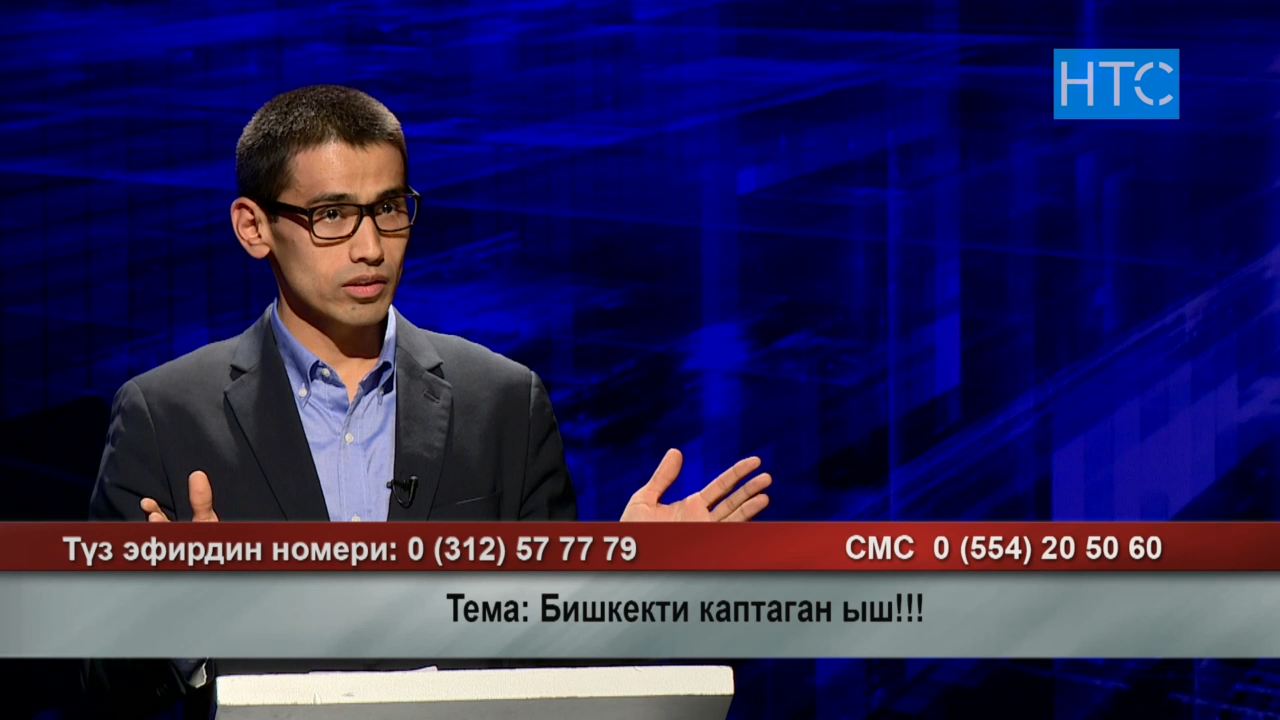 НТС
Түз эфирдин номери: 0 (312) 57 77 79
СМС 0 (554) 20 50 60
Тема: Бишкекти каптаган ыш!!!